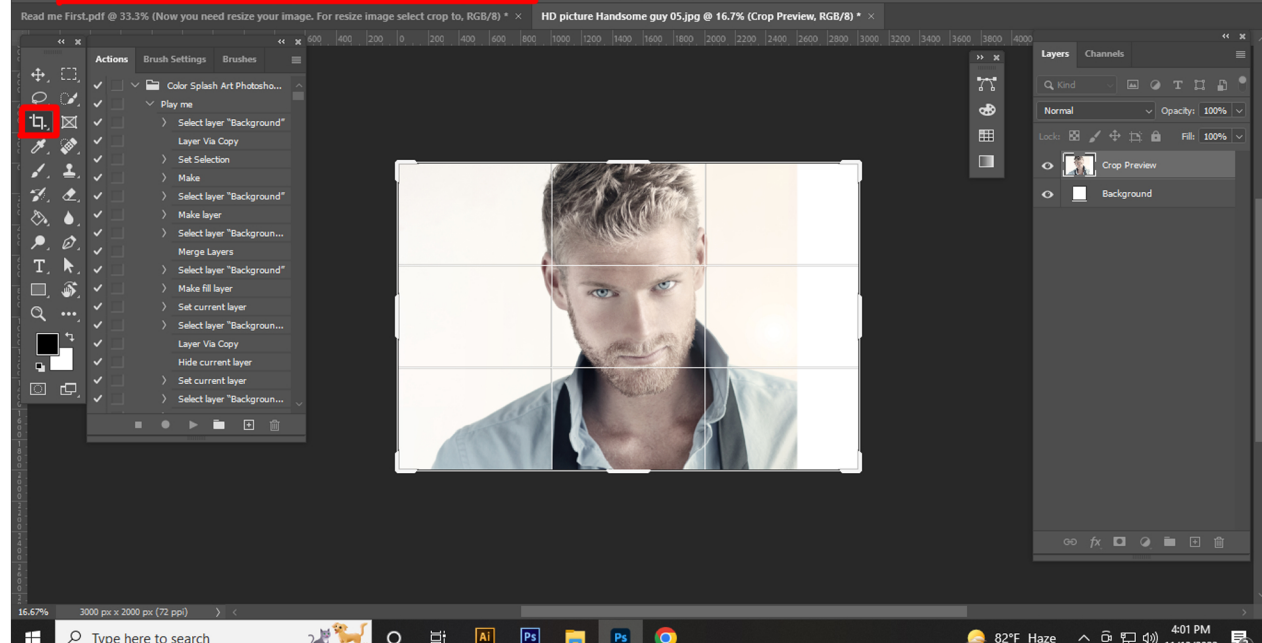 Read me First.pdf @ 33.3% (Now you need resize your image. For resize image select crop to, RGB/8) * ×
HD picture Handsome guy 05.jpg @ 16.7% (Crop Preview, RGB/8) * ×
600 400 200 0 200 400 600 800 1000 1200 1400 1600 1800 2000 2200 2400 2600 2800 3000 3200 3400 3600 3800 4000
Actions Brush Settings Brushes
Color Splash Art Photosho...
Play me
Select layer "Background"
Layer Via Copy
Set Selection
Make
Select layer "Background"
Make layer
Select layer "Backgroun...
Merge Layers
Select layer "Background"
Make fill layer
Set current layer
Select layer "Backgroun...
Layer Via Copy
Hide current layer
Set current layer
Select layer "Backgroun...
Layers Channels
Kind
Normal Opacity: 100%
Lock: Fill: 100%
Crop Preview
Background
16.67% 3000 px x 2000 px (72 ppi)
Type here to search
Ai Ps Ps
82°F Haze
4:01 PM